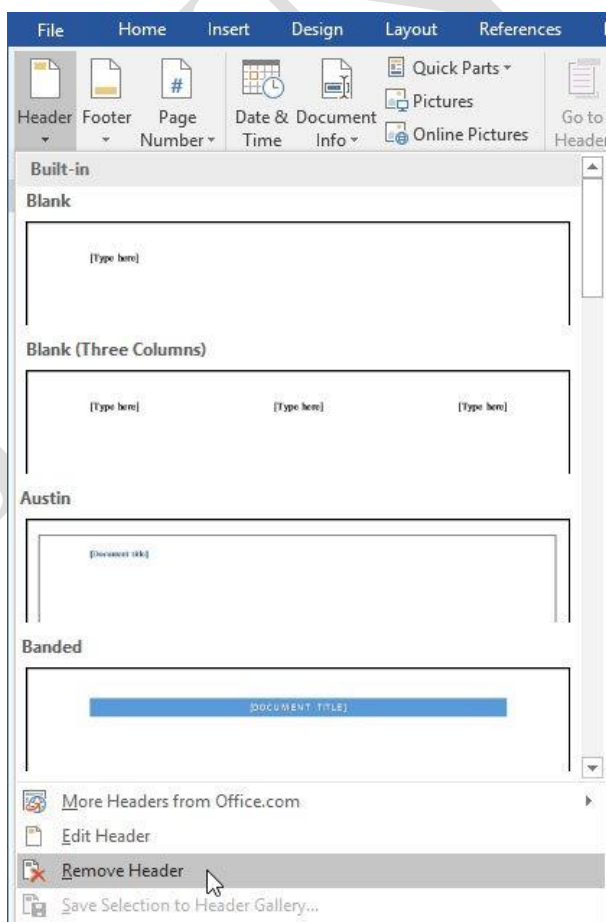 File Home Insert Design Layout References
Header Footer Page Number Date & Time Document Info Quick Parts
Pictures
Online Pictures
Go to Header
Built-in
Blank
[Type here]
Blank (Three Columns)
[Type here] [Type here] [Type here]
Austin
[Document title]
Banded
[DOCUMENT TITLE]
More Headers from Office.com
Edit Header
Remove Header
Save Selection to Header Gallery...